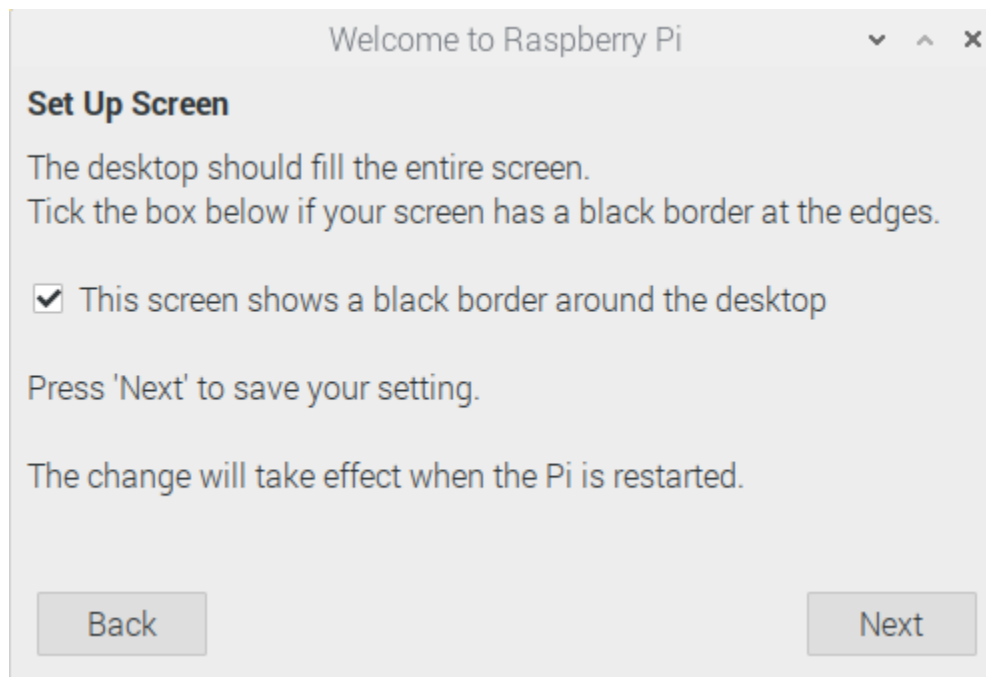 Welcome to Raspberry Pi
Set Up Screen
The desktop should fill the entire screen.
Tick the box below if your screen has a black border at the edges.
This screen shows a black border around the desktop
Press 'Next' to save your setting.
The change will take effect when the Pi is restarted.
Back
Next